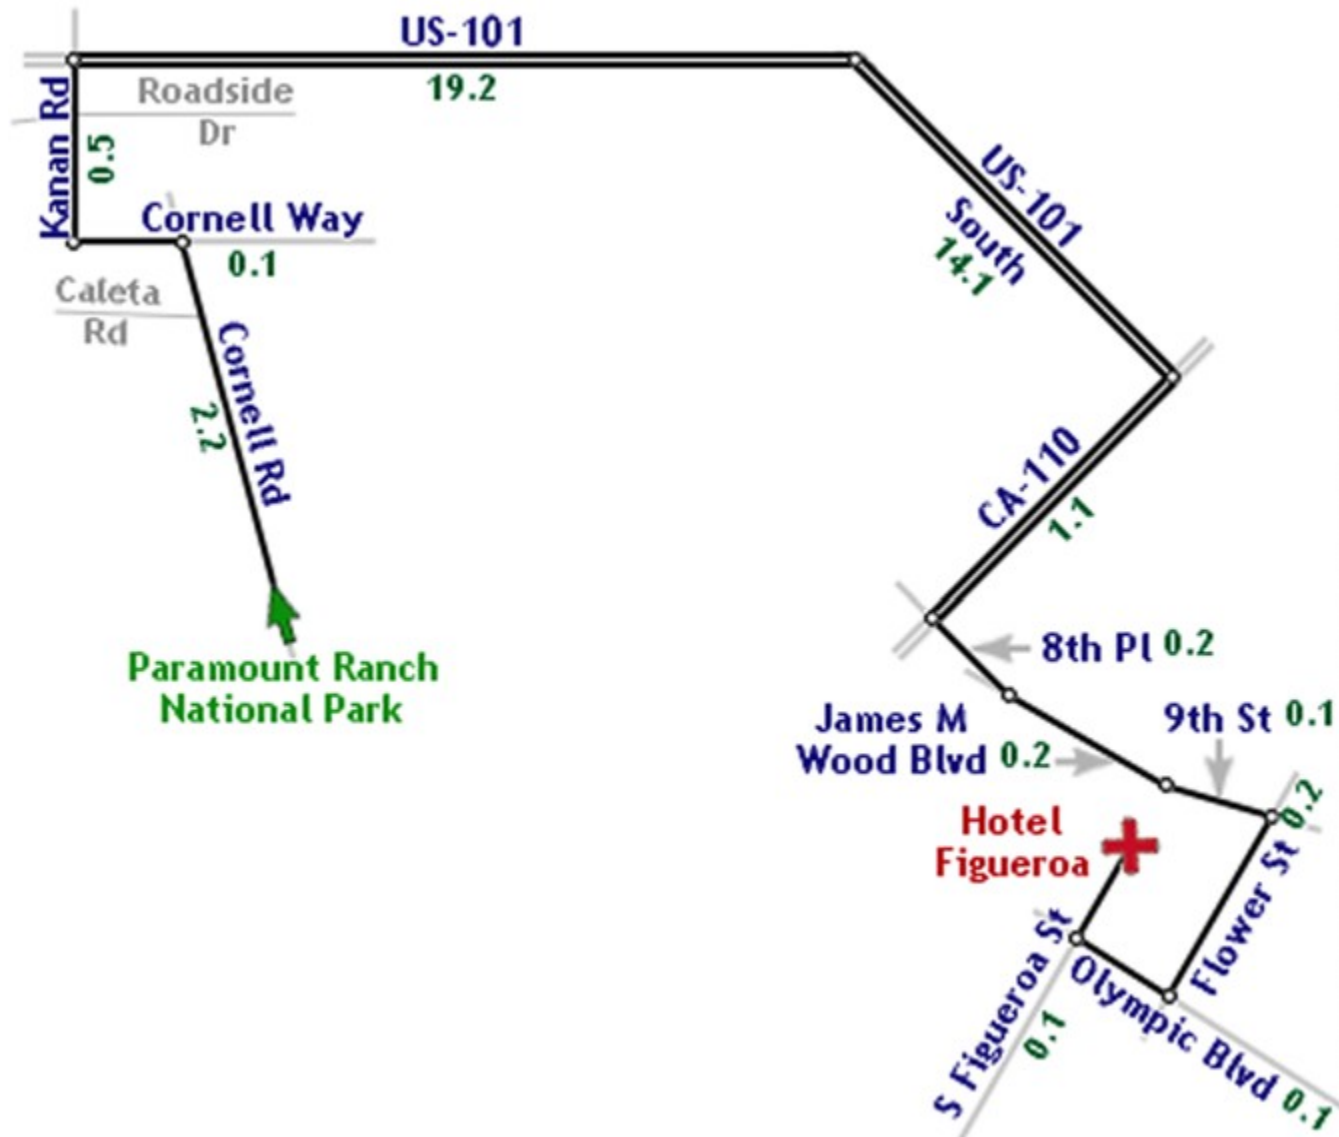 US-101
19.2
Kanan Rd
0.5
Roadside
Dr
Cornell Way
0.1
Caleta
Rd
Cornell Rd
2.2
Paramount Ranch
National Park
US-101
South
14.1
CA-110
1.1
8th Pl 0.2
James M
Wood Blvd 0.2
9th St 0.1
0.2
Flower St
Hotel
Figueroa
S Figueroa St
0.1
Olympic Blvd 0.1